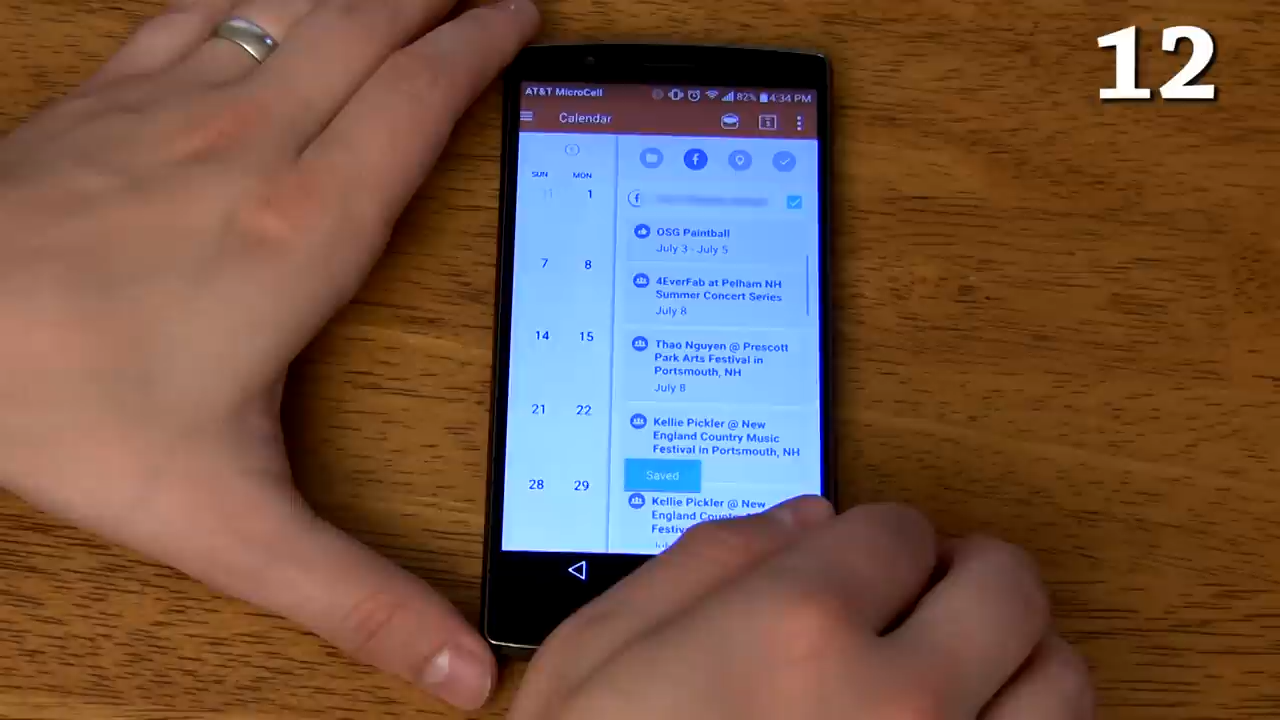 12
AT&T MicroCell
82%
4:34 PM
Calendar
SUN MON
31 1
7 8
14 15
21 22
28 29
OSG Paintball
July 3 - July 5
4EverFab at Pelham NH
Summer Concert Series
July 8
Thao Nguyen @ Prescott
Park Arts Festival in
Portsmouth, NH
July 8
Kellie Pickler @ New
England Country Music
Festival in Portsmouth, NH
Saved
Kellie Pickler @ New
England